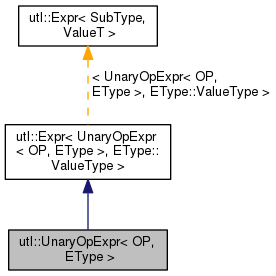 utl::Expr< SubType,
ValueT >
< UnaryOpExpr< OP,
EType >, EType::ValueType >
utl::Expr< UnaryOpExpr
< OP, EType >, EType::
ValueType >
utl::UnaryOpExpr< OP,
EType >